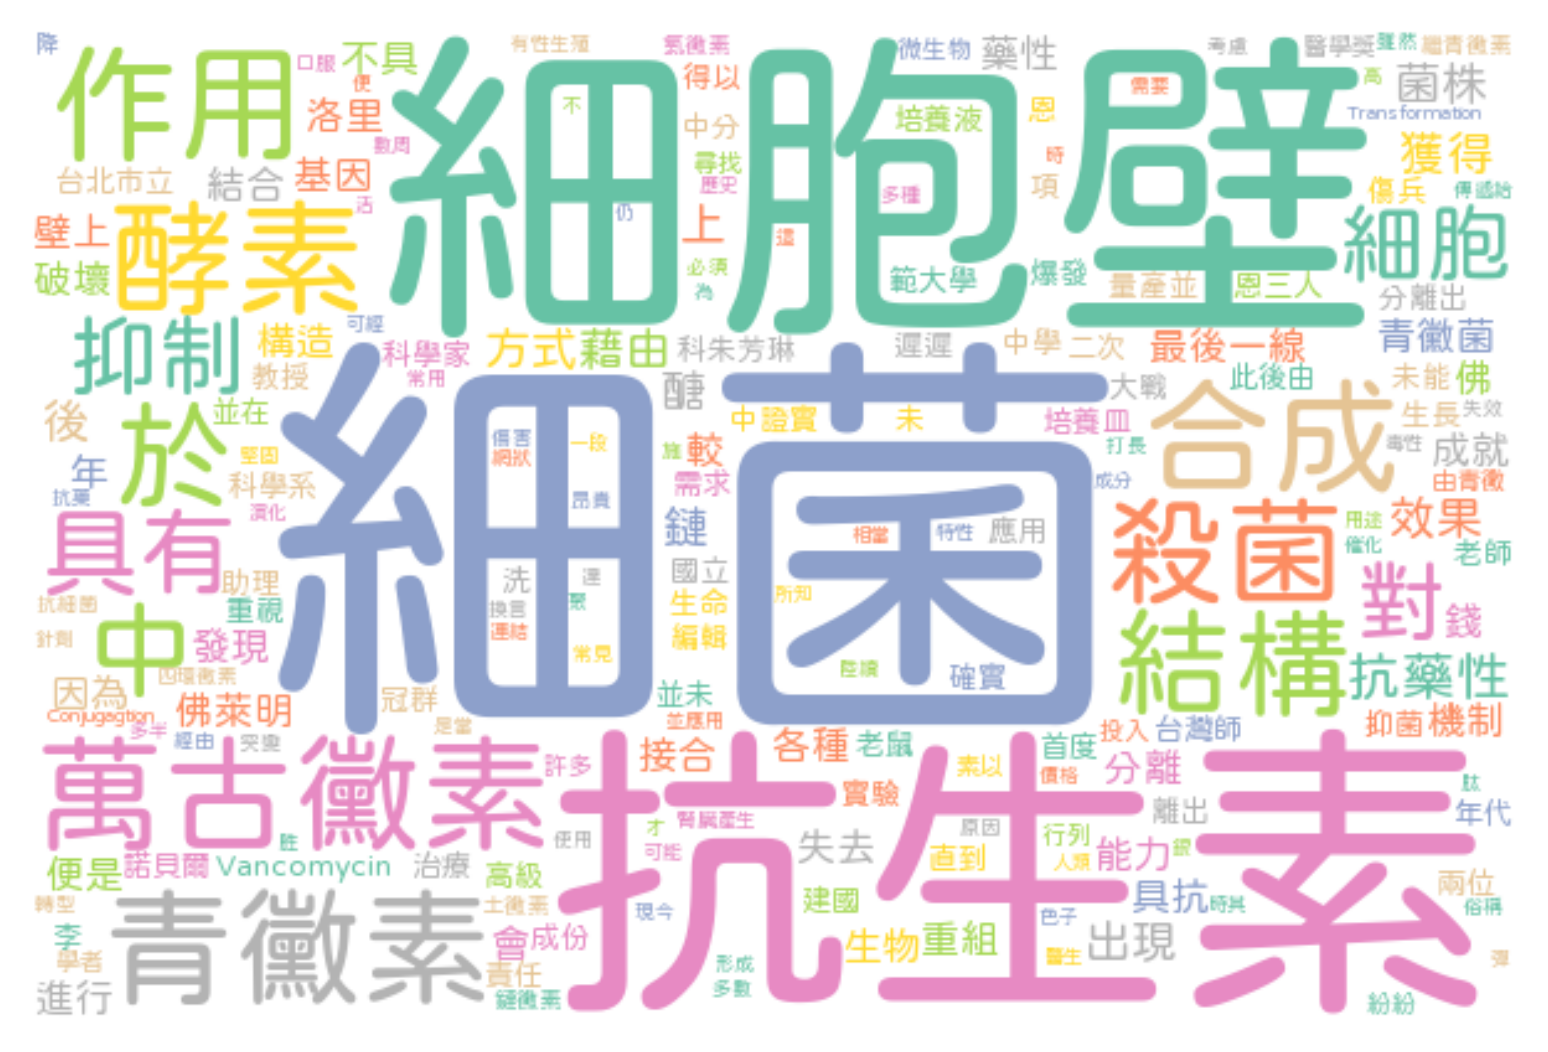 降
作用
口服
不具
便
有性生殖
氯黴素
得以
微生物
藥性
考慮
醫學獎
雖然
繼青黴素
洛里
細胞壁
不
中分
培養液
恩
需要
高
菌株
Transformation
數周
台北市立
結合
基因
活
尋找
歷史
多種
時
項
獲得
傷兵
傳遞給
壁上
酵素
仍
上
這
細胞
破壞
必須
為
範大學
爆發
量產並
恩三人
分離出
抑制
構造
可經
科學家
方式
藉由
科朱芳琳
遲遲
中學
二次
最後一線
青黴菌
教授
常用
細菌
醣
大戰
此後由
未能
佛
後
於
並在
傷害
網狀
一段
中證實
未
培養皿
合成
生長
失效
年
堅固
施
較
打長
毒性
成就
抗藥
科學系
昂貴
需求
成分
由青黴
具有
演化
鏈
相當
特性
應用
殺菌
用途
催化
效果
老師
助理
洗
達
國立
抗細菌
重視
換言
聚
連結
生命
所知
對
錢
針劑
中
發現
編輯
常見
陸續
確實
結構
抗藥性
因為
四環黴素
佛萊明
冠群
並未
Conjugagtion
多半
經由
突變
是當
並應用
投入
台灣師
抑菌
機制
萬古黴素
許多
抗生素
接合
各種
老鼠
素以
首度
價格
分離
肽
實驗
離出
年代
胜
使用
才
腎臟產生
失去
原因
行列
便是
諾貝爾
Vancomycin
治療
高級
可能
直到
人類
能力
銀
兩位
轉型
青黴素
土黴素
現今
建國
色子
具抗
時其
俗稱
李
會
成份
生物
重組
出現
學者
責任
形成
醫生
彈
進行
鏈黴素
多數
紛紛